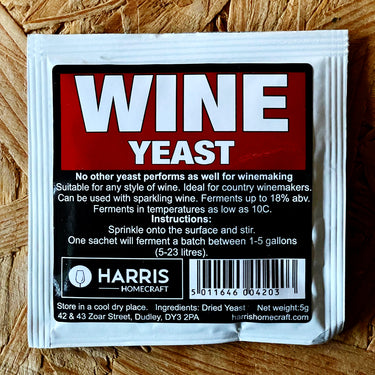 WINE
YEAST
No other yeast performs as well for winemaking
Suitable for any style of wine. Ideal for country winemakers.
Can be used with sparkling wine. Ferments up to 18% abv.
Ferments in temperatures as low as 10C.
Instructions:
Sprinkle onto the surface and stir.
One sachet will ferment a batch between 1-5 gallons
(5-23 litres).
HARRIS
HOMECRAFT
5 011646 004203
Store in a cool dry place. Ingredients: Dried Yeast Net weight:5g
42 & 43 Zoar Street, Dudley, DY3 2PA harrishomecraft.com